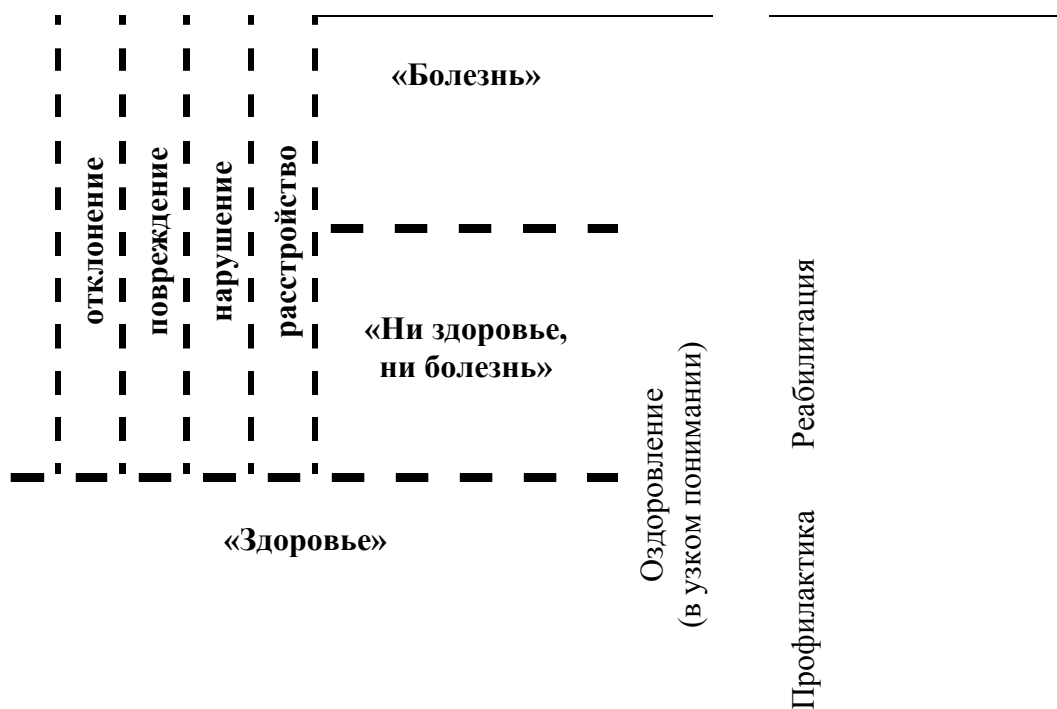 «Болезнь»
отклонение
повреждение
нарушение
расстройство
«Ни здоровье,
ни болезнь»
«Здоровье»
Оздоровление
(в узком понимании)
Реабилитация
Профилактика